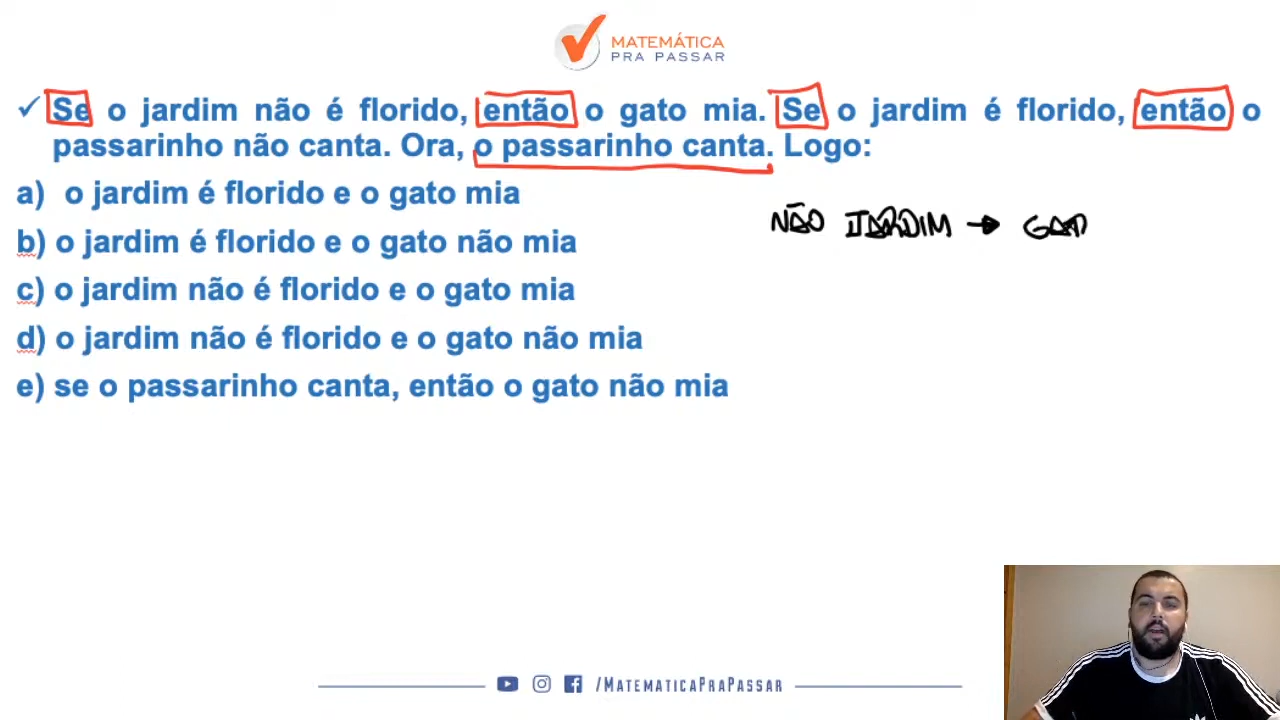 MATEMÁTICA
PRA PASSAR
✓ Se o jardim não é florido, então o gato mia. Se o jardim é florido, então o
passarinho não canta. Ora, o passarinho canta. Logo:
a) o jardim é florido e o gato mia
NÃO JARDIM → GATO
b) o jardim é florido e o gato não mia
c) o jardim não é florido e o gato mia
d) o jardim não é florido e o gato não mia
e) se o passarinho canta, então o gato não mia
/MATEMATICAPRAPASSAR